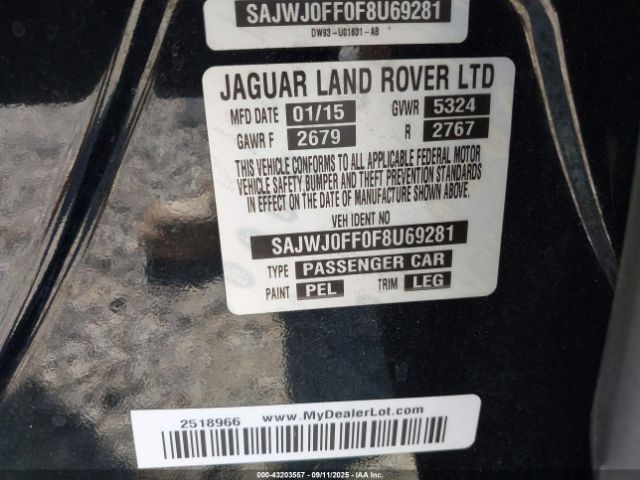 SAJWJ0FF0F8U69281
DW93-U01631-AB
JAGUAR LAND ROVER LTD
MFD DATE 01/15 GVWR 5324
GAWR F 2679 R 2767
THIS VEHICLE CONFORMS TO ALL APPLICABLE FEDERAL MOTOR
VEHICLE SAFETY, BUMPER AND THEFT PREVENTION STANDARDS
IN EFFECT ON THE DATE OF MANUFACTURE SHOWN ABOVE.
VEH IDENT NO
SAJWJ0FF0F8U69281
TYPE PASSENGER CAR
PAINT PEL TRIM LEG
2518966 www.MyDealerLot.com
000-43203557 - 09/11/2025 - IAAI.COM